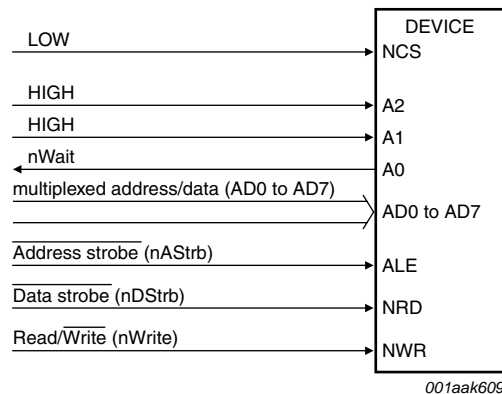 DEVICE
LOW
NCS
HIGH
A2
HIGH
A1
nWait
A0
multiplexed address/data (AD0 to AD7)
AD0 to AD7
Address strobe (nAStrb)
ALE
Data strobe (nDStrb)
NRD
Read/Write (nWrite)
NWR
001aak609